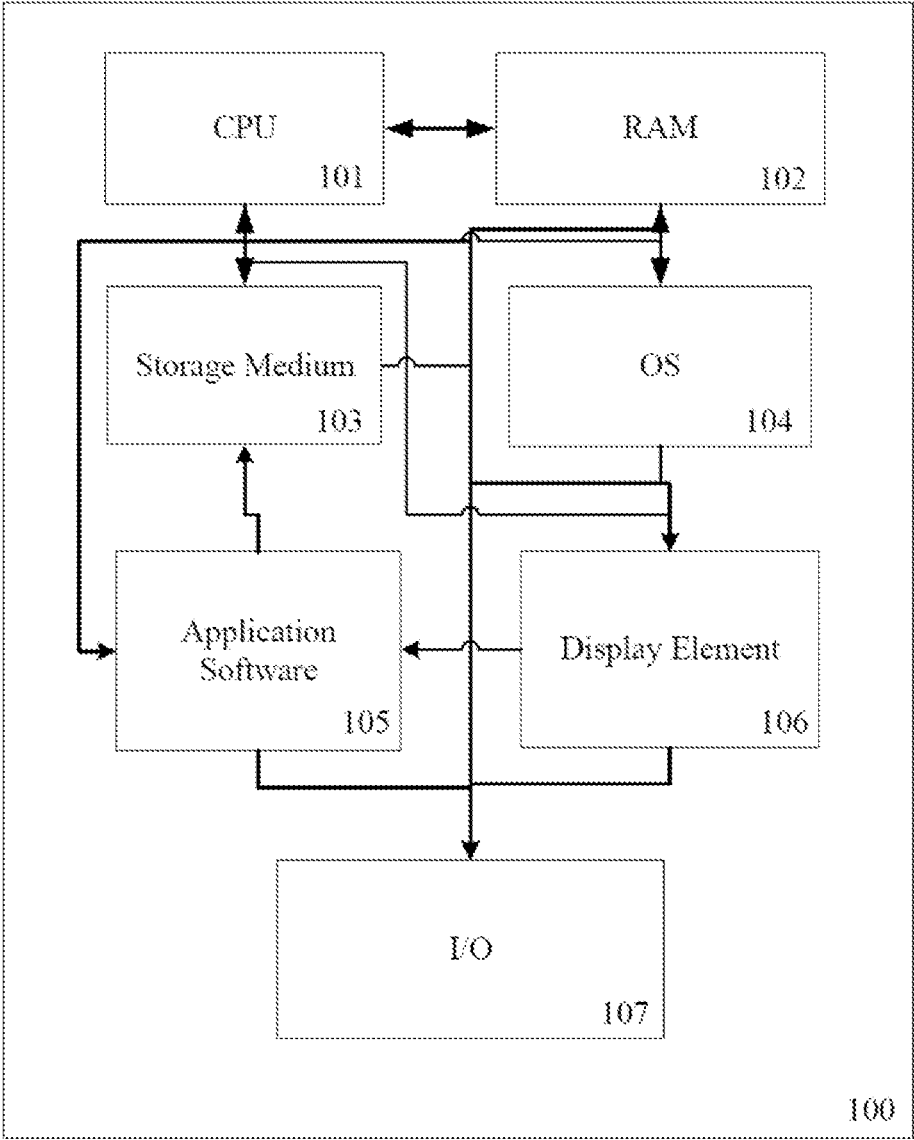 CPU
101
RAM
102
Storage Medium
103
OS
104
Application
Software
105
Display Element
106
I/O
107
100